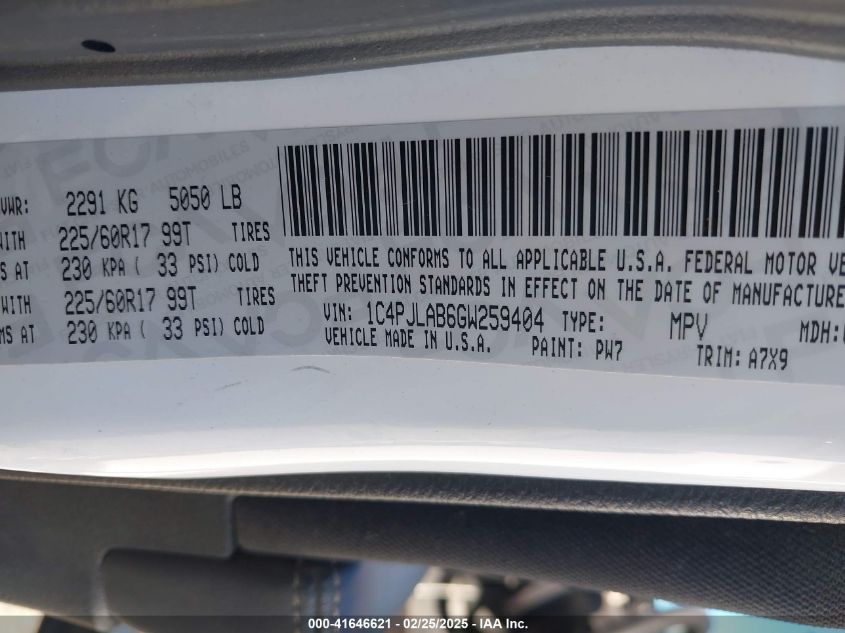 VWR: 2291 KG 5050 LB
WITH 225/60R17 99T TIRES
S AT 230 KPA ( 33 PSI) COLD
WITH 225/60R17 99T TIRES
MS AT 230 KPA ( 33 PSI) COLD
THIS VEHICLE CONFORMS TO ALL APPLICABLE U.S.A. FEDERAL MOTOR VE
THEFT PREVENTION STANDARDS IN EFFECT ON THE DATE OF MANUFACTURE
VIN: 1C4PJLAB6GW259404 TYPE: MPV MDH:
VEHICLE MADE IN U.S.A. PAINT: PW7 TRIM: A7X9
000-41646621 - 02/25/2025 - IAA Inc.